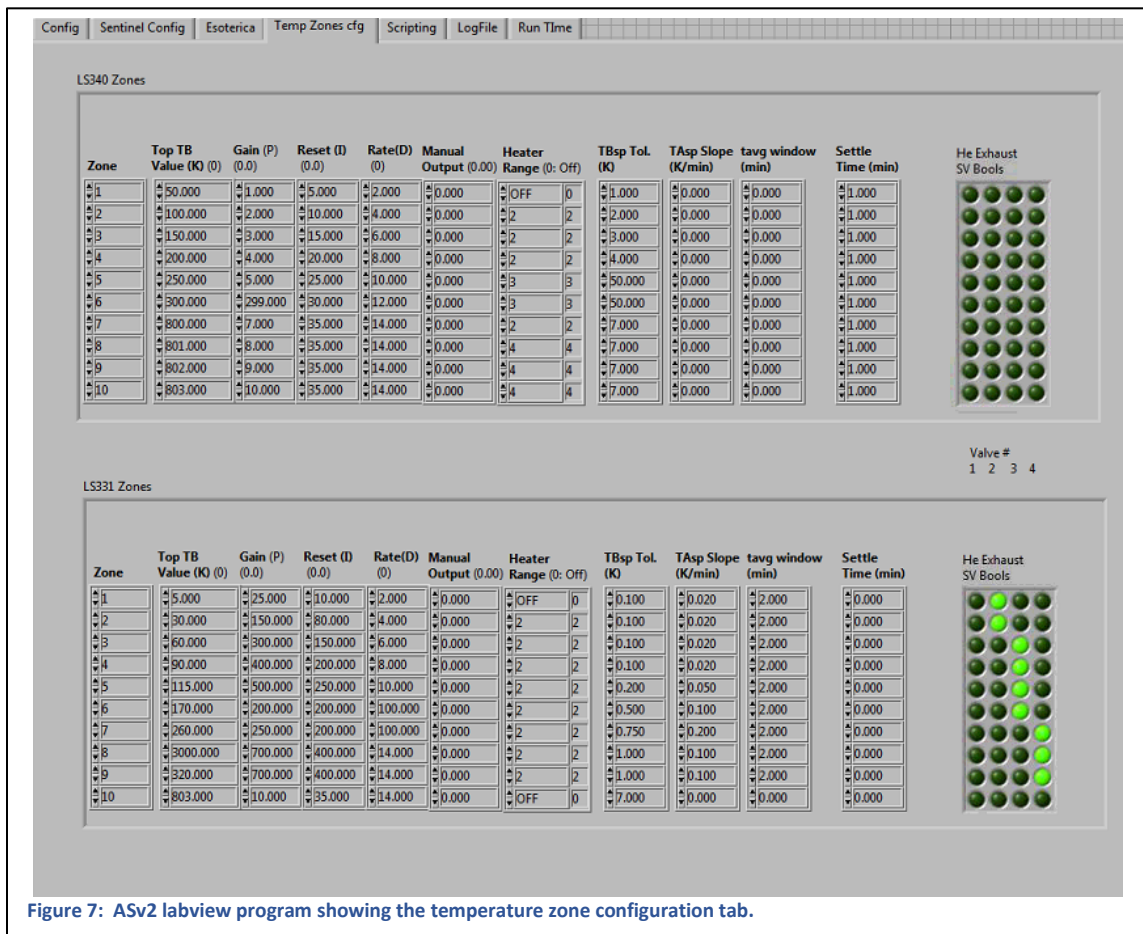 Config Sentinel Config Esoterica Temp Zones cfg Scripting LogFile Run TIme
LS340 Zones
Top TB Gain (P) Reset (I) Rate(D) Manual Heater TBsp Tol. TAsp Slope tavg window Settle He Exhaust
Zone Value (K) (0) (0.0) (0.0) (0) Output (0.00) Range (0: Off) (K) (K/min) (min) Time (min) SV Bools
1 50.000 1.000 5.000 2.000 0.000 OFF 0 1.000 0.000 0.000 1.000
2 100.000 2.000 10.000 4.000 0.000 2 2 2.000 0.000 0.000 1.000
3 150.000 3.000 15.000 6.000 0.000 2 2 3.000 0.000 0.000 1.000
4 200.000 4.000 20.000 8.000 0.000 2 2 4.000 0.000 0.000 1.000
5 250.000 5.000 25.000 10.000 0.000 3 3 50.000 0.000 0.000 1.000
6 300.000 299.000 30.000 12.000 0.000 3 3 50.000 0.000 0.000 1.000
7 800.000 7.000 35.000 14.000 0.000 2 2 7.000 0.000 0.000 1.000
8 801.000 8.000 35.000 14.000 0.000 4 4 7.000 0.000 0.000 1.000
9 802.000 9.000 35.000 14.000 0.000 4 4 7.000 0.000 0.000 1.000
10 803.000 10.000 35.000 14.000 0.000 4 4 7.000 0.000 0.000 1.000
Valve #
1 2 3 4
LS331 Zones
Top TB Gain (P) Reset (I) Rate(D) Manual Heater TBsp Tol. TAsp Slope tavg window Settle He Exhaust
Zone Value (K) (0) (0.0) (0.0) (0) Output (0.00) Range (0: Off) (K) (K/min) (min) Time (min) SV Bools
1 5.000 25.000 10.000 2.000 0.000 OFF 0 0.100 0.020 2.000 0.000
2 30.000 150.000 80.000 4.000 0.000 2 2 0.100 0.020 2.000 0.000
3 60.000 300.000 150.000 6.000 0.000 2 2 0.100 0.020 2.000 0.000
4 90.000 400.000 200.000 8.000 0.000 2 2 0.100 0.020 2.000 0.000
5 115.000 500.000 250.000 10.000 0.000 2 2 0.200 0.050 2.000 0.000
6 170.000 200.000 200.000 100.000 0.000 2 2 0.500 0.100 2.000 0.000
7 260.000 250.000 200.000 100.000 0.000 2 2 0.750 0.200 2.000 0.000
8 3000.000 700.000 400.000 14.000 0.000 2 2 1.000 0.100 2.000 0.000
9 320.000 700.000 400.000 14.000 0.000 2 2 1.000 0.100 2.000 0.000
10 803.000 10.000 35.000 14.000 0.000 OFF 0 7.000 0.000 0.000 0.000
Figure 7: ASv2 labview program showing the temperature zone configuration tab.